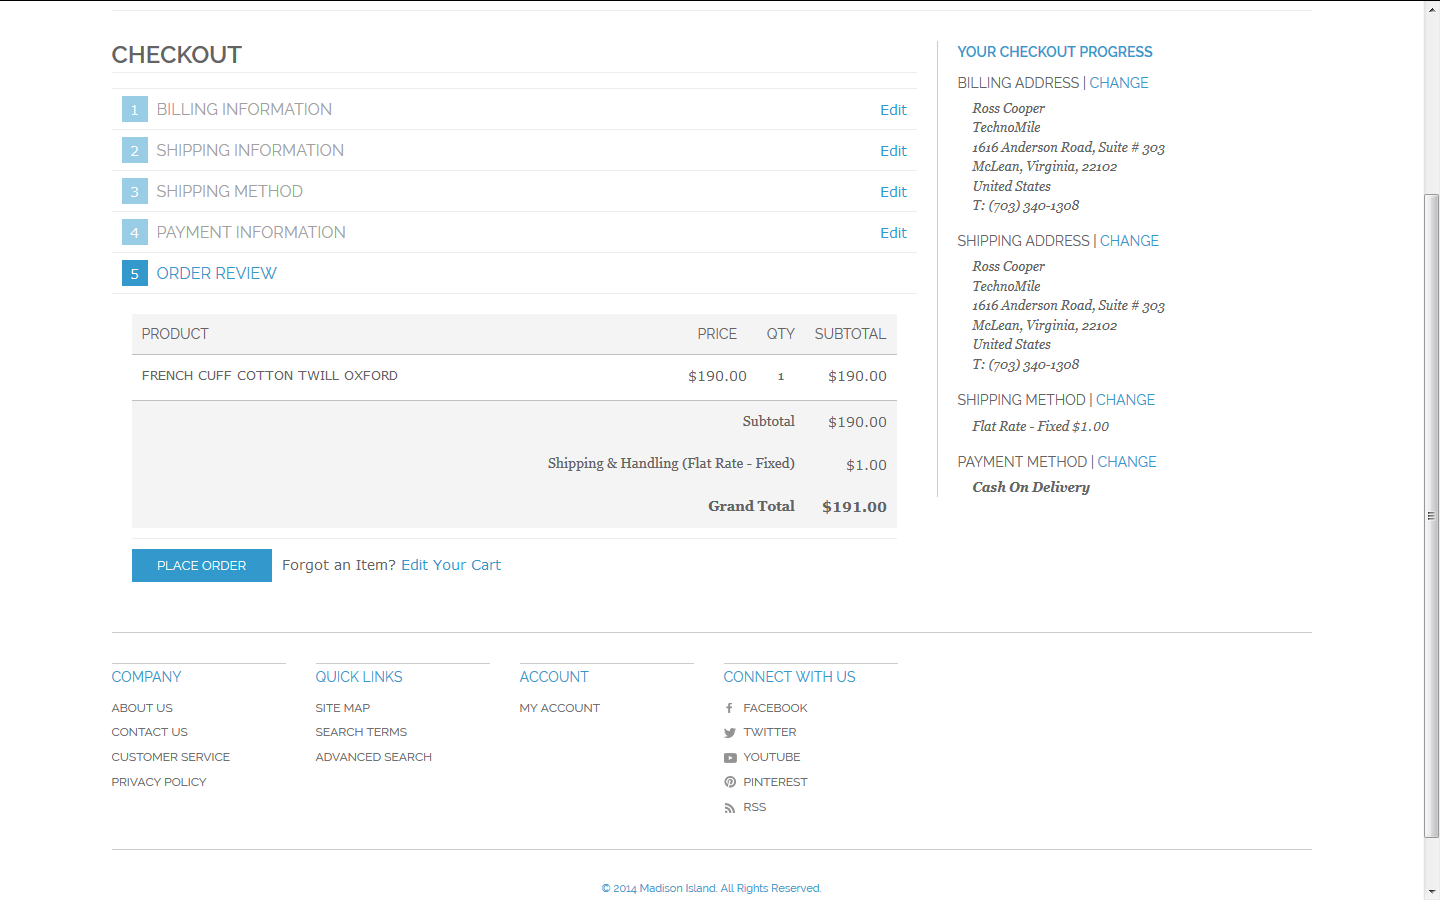 CHECKOUT
1 BILLING INFORMATION Edit
2 SHIPPING INFORMATION Edit
3 SHIPPING METHOD Edit
4 PAYMENT INFORMATION Edit
5 ORDER REVIEW
PRODUCT PRICE QTY SUBTOTAL
FRENCH CUFF COTTON TWILL OXFORD $190.00 1 $190.00
Subtotal $190.00
Shipping & Handling (Flat Rate - Fixed) $1.00
Grand Total $191.00
PLACE ORDER Forgot an Item? Edit Your Cart
YOUR CHECKOUT PROGRESS
BILLING ADDRESS | CHANGE
Ross Cooper
TechnoMile
1616 Anderson Road, Suite # 303
McLean, Virginia, 22102
United States
T: (703) 340-1308
SHIPPING ADDRESS | CHANGE
Ross Cooper
TechnoMile
1616 Anderson Road, Suite # 303
McLean, Virginia, 22102
United States
T: (703) 340-1308
SHIPPING METHOD | CHANGE
Flat Rate - Fixed $1.00
PAYMENT METHOD | CHANGE
Cash On Delivery
COMPANY
ABOUT US
CONTACT US
CUSTOMER SERVICE
PRIVACY POLICY
QUICK LINKS
SITE MAP
SEARCH TERMS
ADVANCED SEARCH
ACCOUNT
MY ACCOUNT
CONNECT WITH US
FACEBOOK
TWITTER
YOUTUBE
PINTEREST
RSS
© 2014 Madison Island. All Rights Reserved.